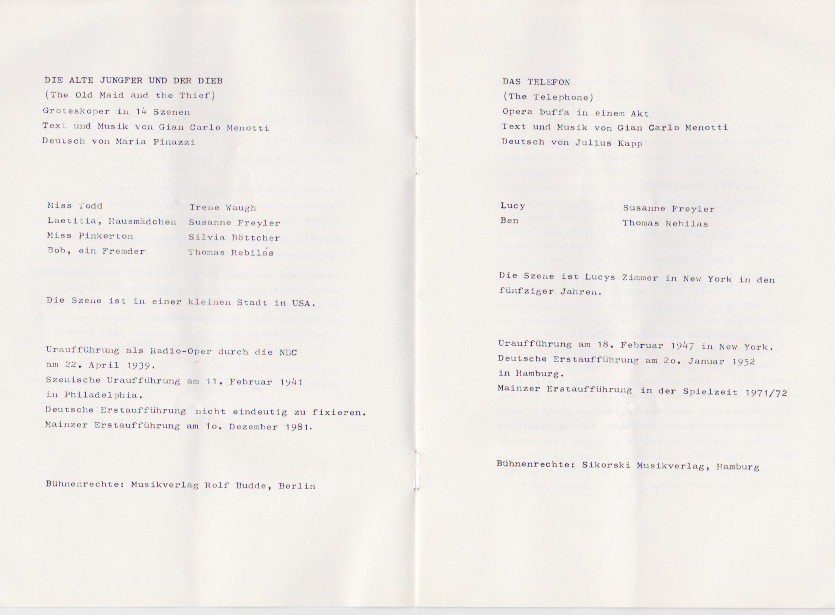 DIE ALTE JUNGFER UND DER DIEB
(The Old Maid and the Thief)
Groteskoper in 14 Szenen
Text und Musik von Gian Carlo Menotti
Deutsch von Maria Pinazzi
Miss Todd Irene Waugh
Laetitia, Hausmädchen Susanne Freyler
Miss Pinkerton Silvia Böttcher
Bob, ein Fremder Thomas Rebilas
Die Szene ist in einer kleinen Stadt in USA.
Uraufführung als Radio-Oper durch die NBC
am 22. April 1939.
Szenische Uraufführung am 11. Februar 1941
in Philadelphia.
Deutsche Erstaufführung nicht eindeutig zu fixieren.
Mainzer Erstaufführung am 1o. Dezember 1981.
Bühnenrechte: Musikverlag Rolf Budde, Berlin
DAS TELEFON
(The Telephone)
Opera buffa in einem Akt
Text und Musik von Gian Carlo Menotti
Deutsch von Julius Kapp
Lucy Susanne Freyler
Ben Thomas Rebilas
Die Szene ist Lucys Zimmer in New York in den
fünfziger Jahren.
Uraufführung am 18. Februar 1947 in New York.
Deutsche Erstaufführung am 2o. Januar 1952
in Hamburg.
Mainzer Erstaufführung in der Spielzeit 1971/72
Bühnenrechte: Sikorski Musikverlag, Hamburg